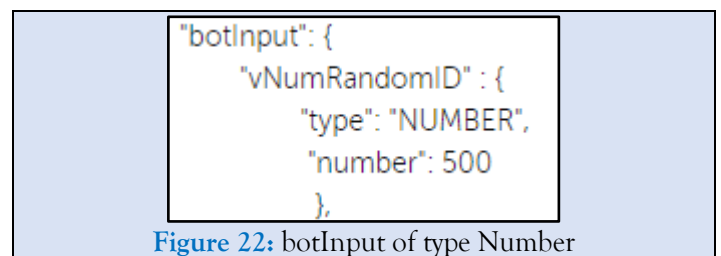 "botInput": {
"vNumRandomID" : {
"type": "NUMBER",
"number": 500
},
Figure 22: botInput of type Number